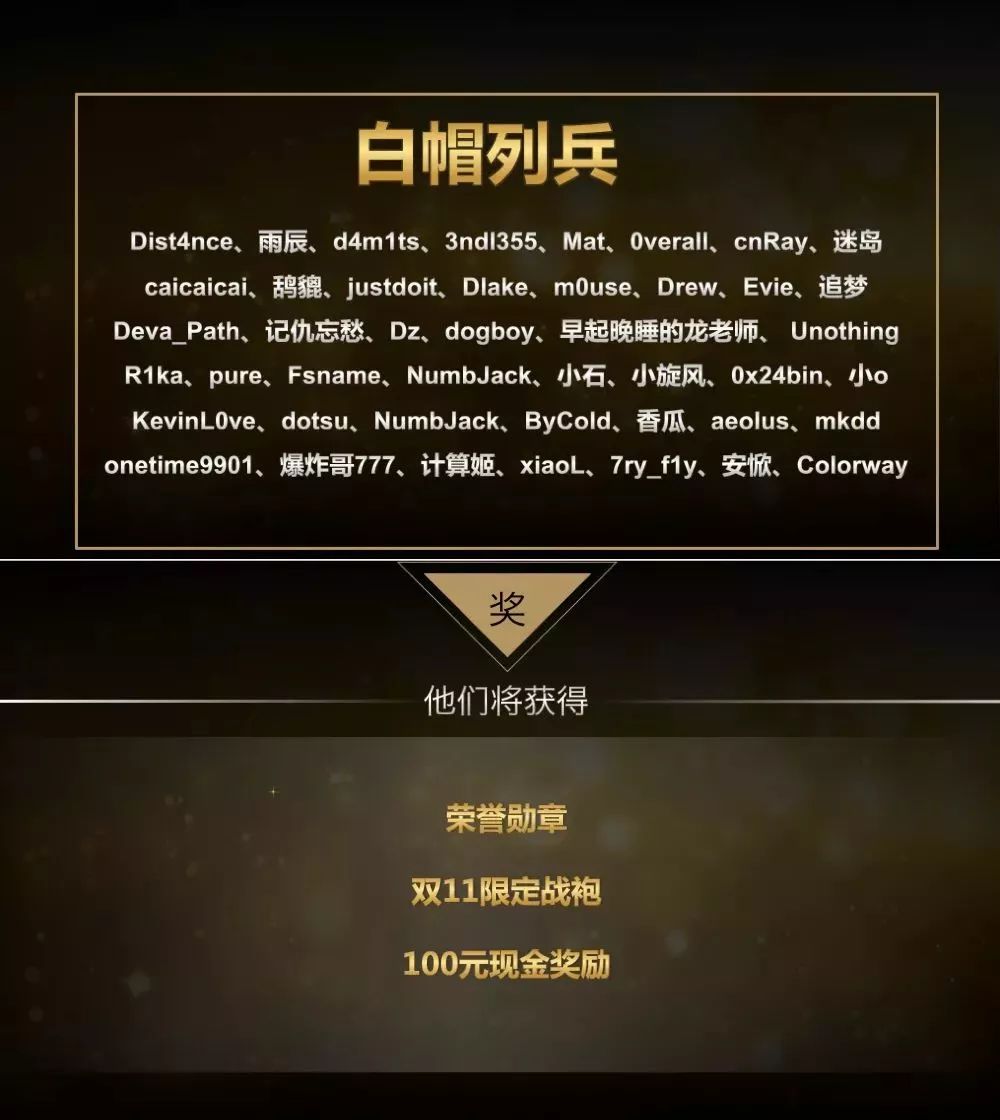 白帽列兵
Dist4nce、雨辰、d4m1ts、3ndl355、Mat、0verall、cnRay、迷岛
caicaicai、鸹貔、justdoit、Dlake、m0use、Drew、Evie、追梦
Deva_Path、记仇忘愁、Dz、dogboy、早起晚睡的龙老师、 Unothing
R1ka、pure、Fsname、NumbJack、小石、小旋风、0x24bin、小o
KevinL0ve、dotsu、NumbJack、ByCold、香瓜、aeolus、mkdd
onetime9901、爆炸哥777、计算姬、xiaoL、7ry_f1y、安惞、Colorway
奖
他们将获得
荣誉勋章
双11限定战袍
100元现金奖励